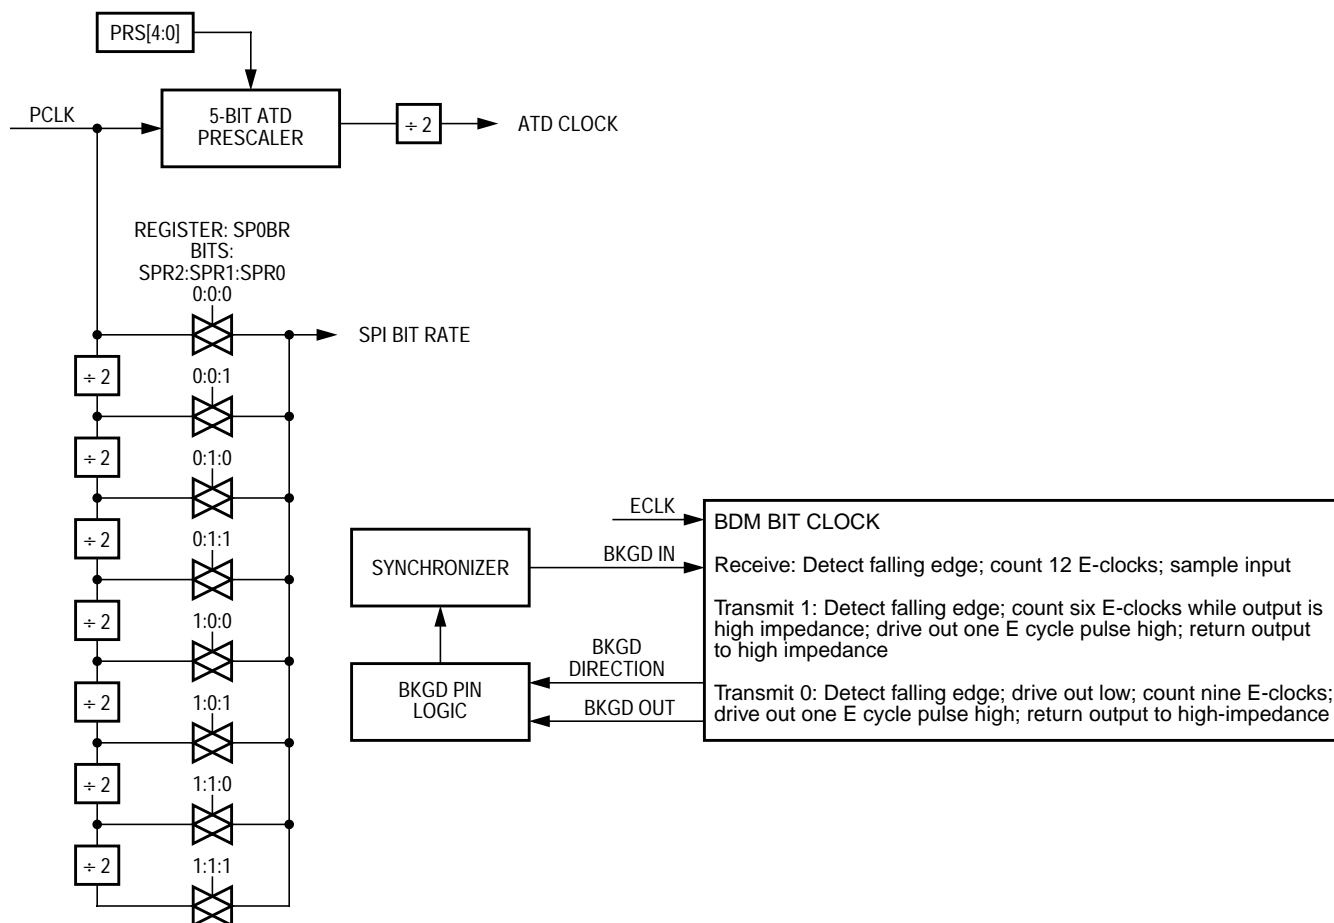 PRS[4:0]
PCLK
5-BIT ATD
PRESCALER
÷ 2
ATD CLOCK
REGISTER: SP0BR
BITS:
SPR2:SPR1:SPR0
0:0:0
SPI BIT RATE
÷ 2
0:0:1
÷ 2
0:1:0
÷ 2
0:1:1
÷ 2
1:0:0
÷ 2
1:0:1
÷ 2
1:1:0
÷ 2
1:1:1
SYNCHRONIZER
BKGD PIN
LOGIC
ECLK
BKGD IN
BKGD
DIRECTION
BKGD OUT
BDM BIT CLOCK
Receive: Detect falling edge; count 12 E-clocks; sample input
Transmit 1: Detect falling edge; count six E-clocks while output is
high impedance; drive out one E cycle pulse high; return output
to high impedance
Transmit 0: Detect falling edge; drive out low; count nine E-clocks;
drive out one E cycle pulse high; return output to high-impedance